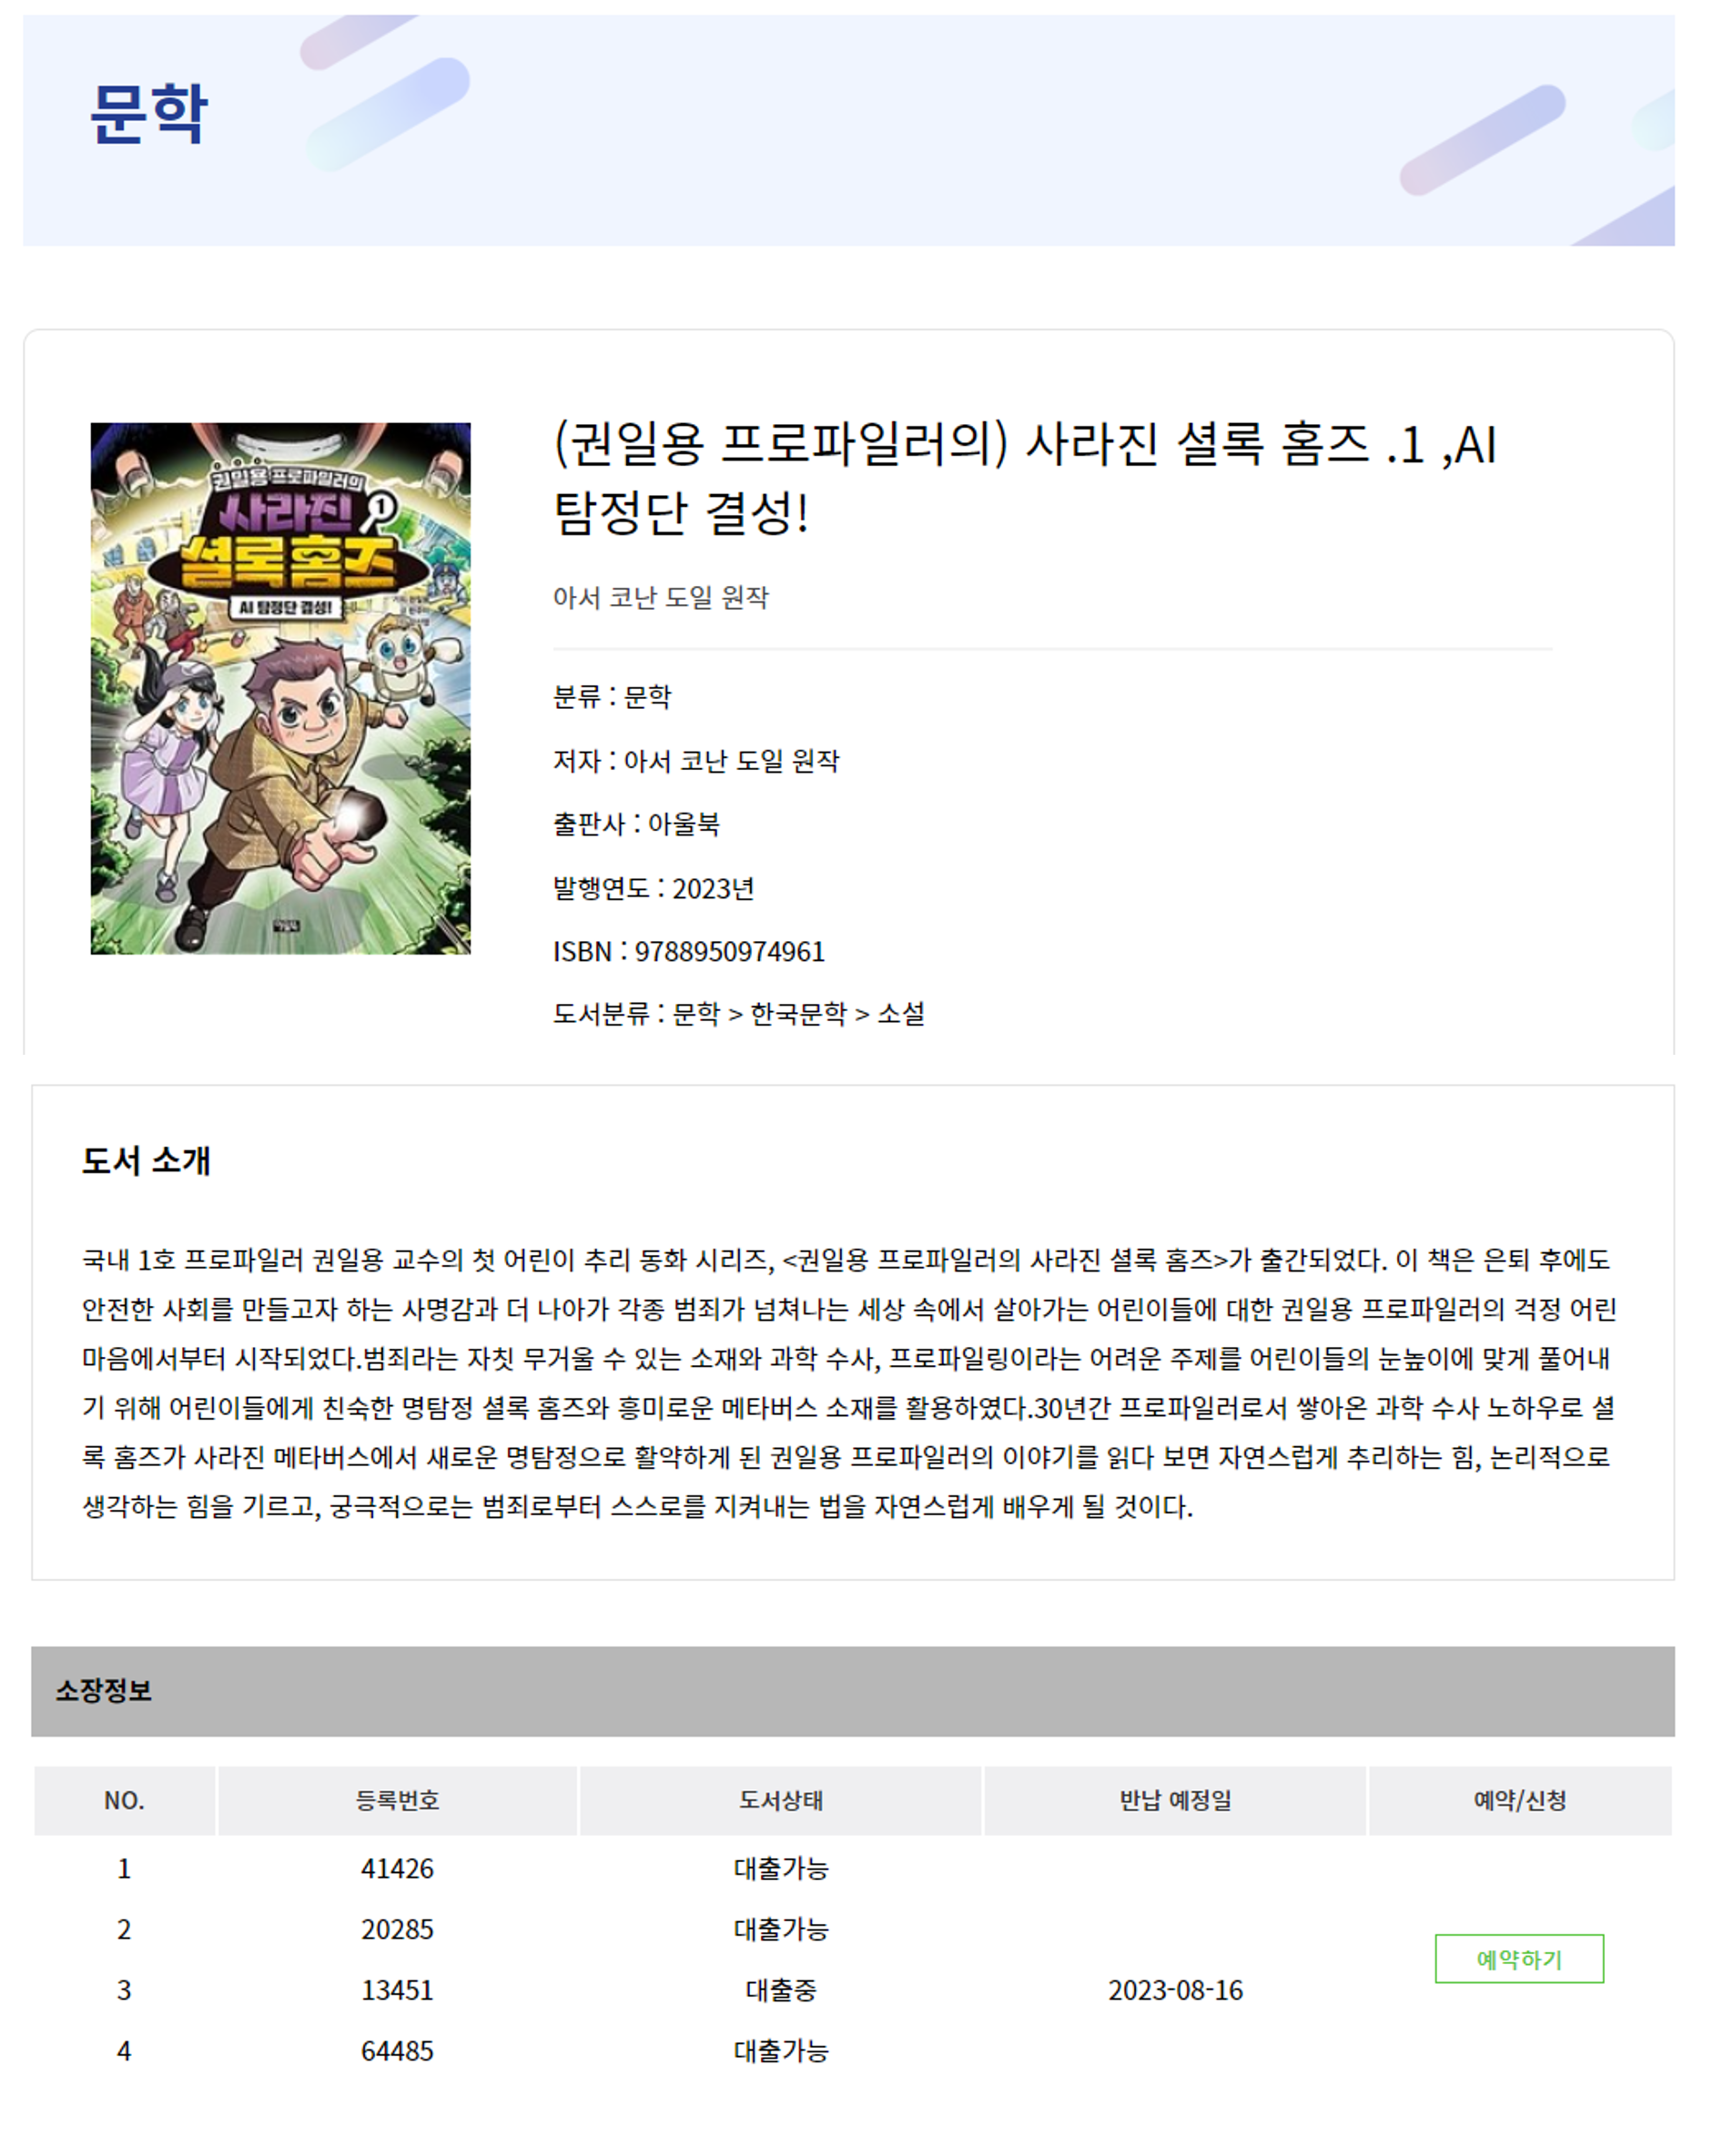 문학
권일용 프로파일러의
사라진 1
셜록 홈즈
AI 탐정단 결성!
(권일용 프로파일러의) 사라진 셜록 홈즈 .1 ,AI
탐정단 결성!
아서 코난 도일 원작
분류 : 문학
저자 : 아서 코난 도일 원작
출판사 : 아울북
발행연도 : 2023년
ISBN : 9788950974961
도서분류 : 문학 > 한국문학 > 소설
도서 소개
국내 1호 프로파일러 권일용 교수의 첫 어린이 추리 동화 시리즈, <권일용 프로파일러의 사라진 셜록 홈즈>가 출간되었다. 이 책은 은퇴 후에도
안전한 사회를 만들고자 하는 사명감과 더 나아가 각종 범죄가 넘쳐나는 세상 속에서 살아가는 어린이들에 대한 권일용 프로파일러의 걱정 어린
마음에서부터 시작되었다.범죄라는 자칫 무거울 수 있는 소재와 과학 수사, 프로파일링이라는 어려운 주제를 어린이들의 눈높이에 맞게 풀어내
기 위해 어린이들에게 친숙한 명탐정 셜록 홈즈와 흥미로운 메타버스 소재를 활용하였다.30년간 프로파일러로서 쌓아온 과학 수사 노하우로 셜
록 홈즈가 사라진 메타버스에서 새로운 명탐정으로 활약하게 된 권일용 프로파일러의 이야기를 읽다 보면 자연스럽게 추리하는 힘, 논리적으로
생각하는 힘을 기르고, 궁극적으로는 범죄로부터 스스로를 지켜내는 법을 자연스럽게 배우게 될 것이다.
소장정보
NO. 등록번호 도서상태 반납 예정일 예약/신청
1 41426 대출가능
2 20285 대출가능
예약하기
3 13451 대출중 2023-08-16
4 64485 대출가능